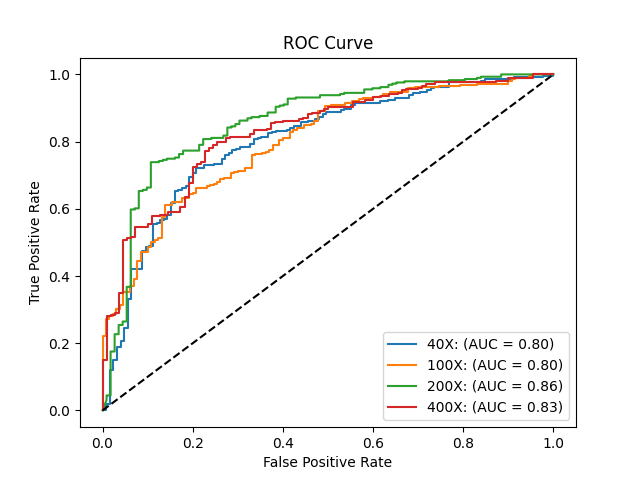 ROC Curve
1.0
0.8
0.6
0.4
0.2
0.0
True Positive Rate
40X: (AUC = 0.80)
100X: (AUC = 0.80)
200X: (AUC = 0.86)
400X: (AUC = 0.83)
0.0 0.2 0.4 0.6 0.8 1.0
False Positive Rate